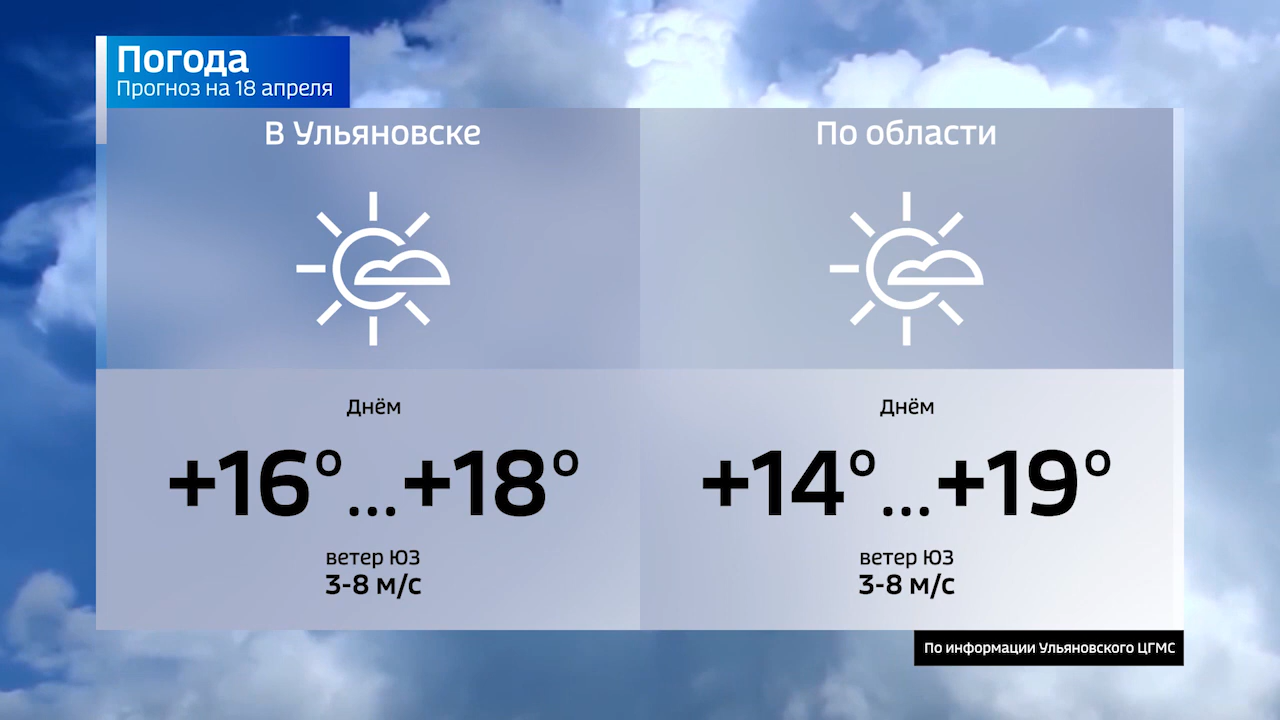 Погода
Прогноз на 18 апреля
В Ульяновске
По области
Днём
+16°...+18°
ветер ЮЗ
3-8 м/с
Днём
+14°...+19°
ветер ЮЗ
3-8 м/с
По информации Ульяновского ЦГМС